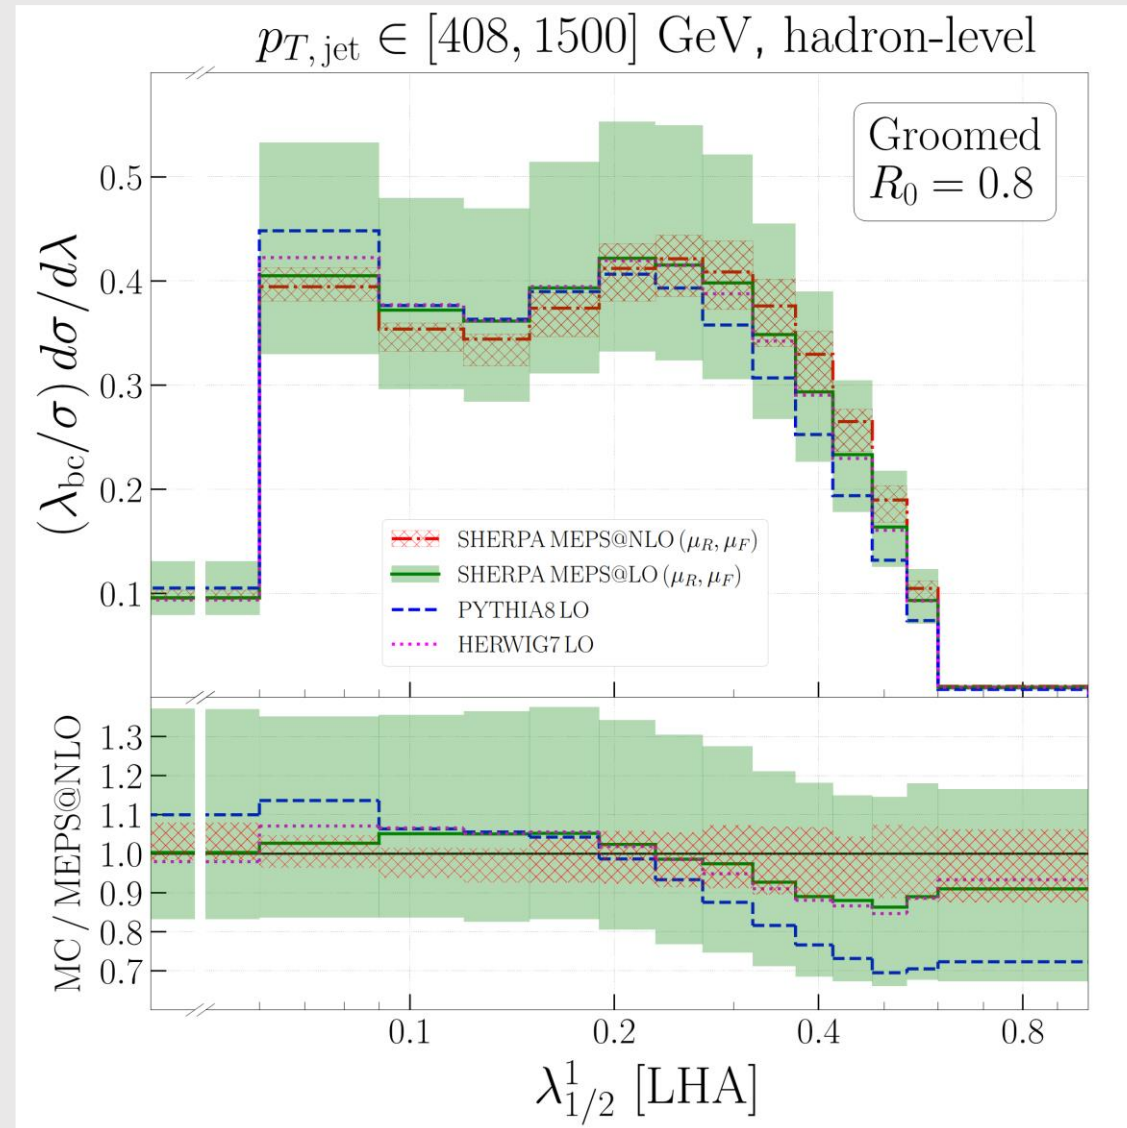 p_{T, jet} ∈ [408, 1500] GeV, hadron-level
Groomed
R_0 = 0.8
(λ_bc/σ) dσ/dλ
0.5
0.4
0.3
0.2
0.1
SHERPA MEPS@NLO (μ_R, μ_F)
SHERPA MEPS@LO (μ_R, μ_F)
PYTHIA8 LO
HERWIG7 LO
MC / MEPS@NLO
1.3
1.2
1.1
1.0
0.9
0.8
0.7
0.1 0.2 0.4 0.8
λ^1_{1/2} [LHA]